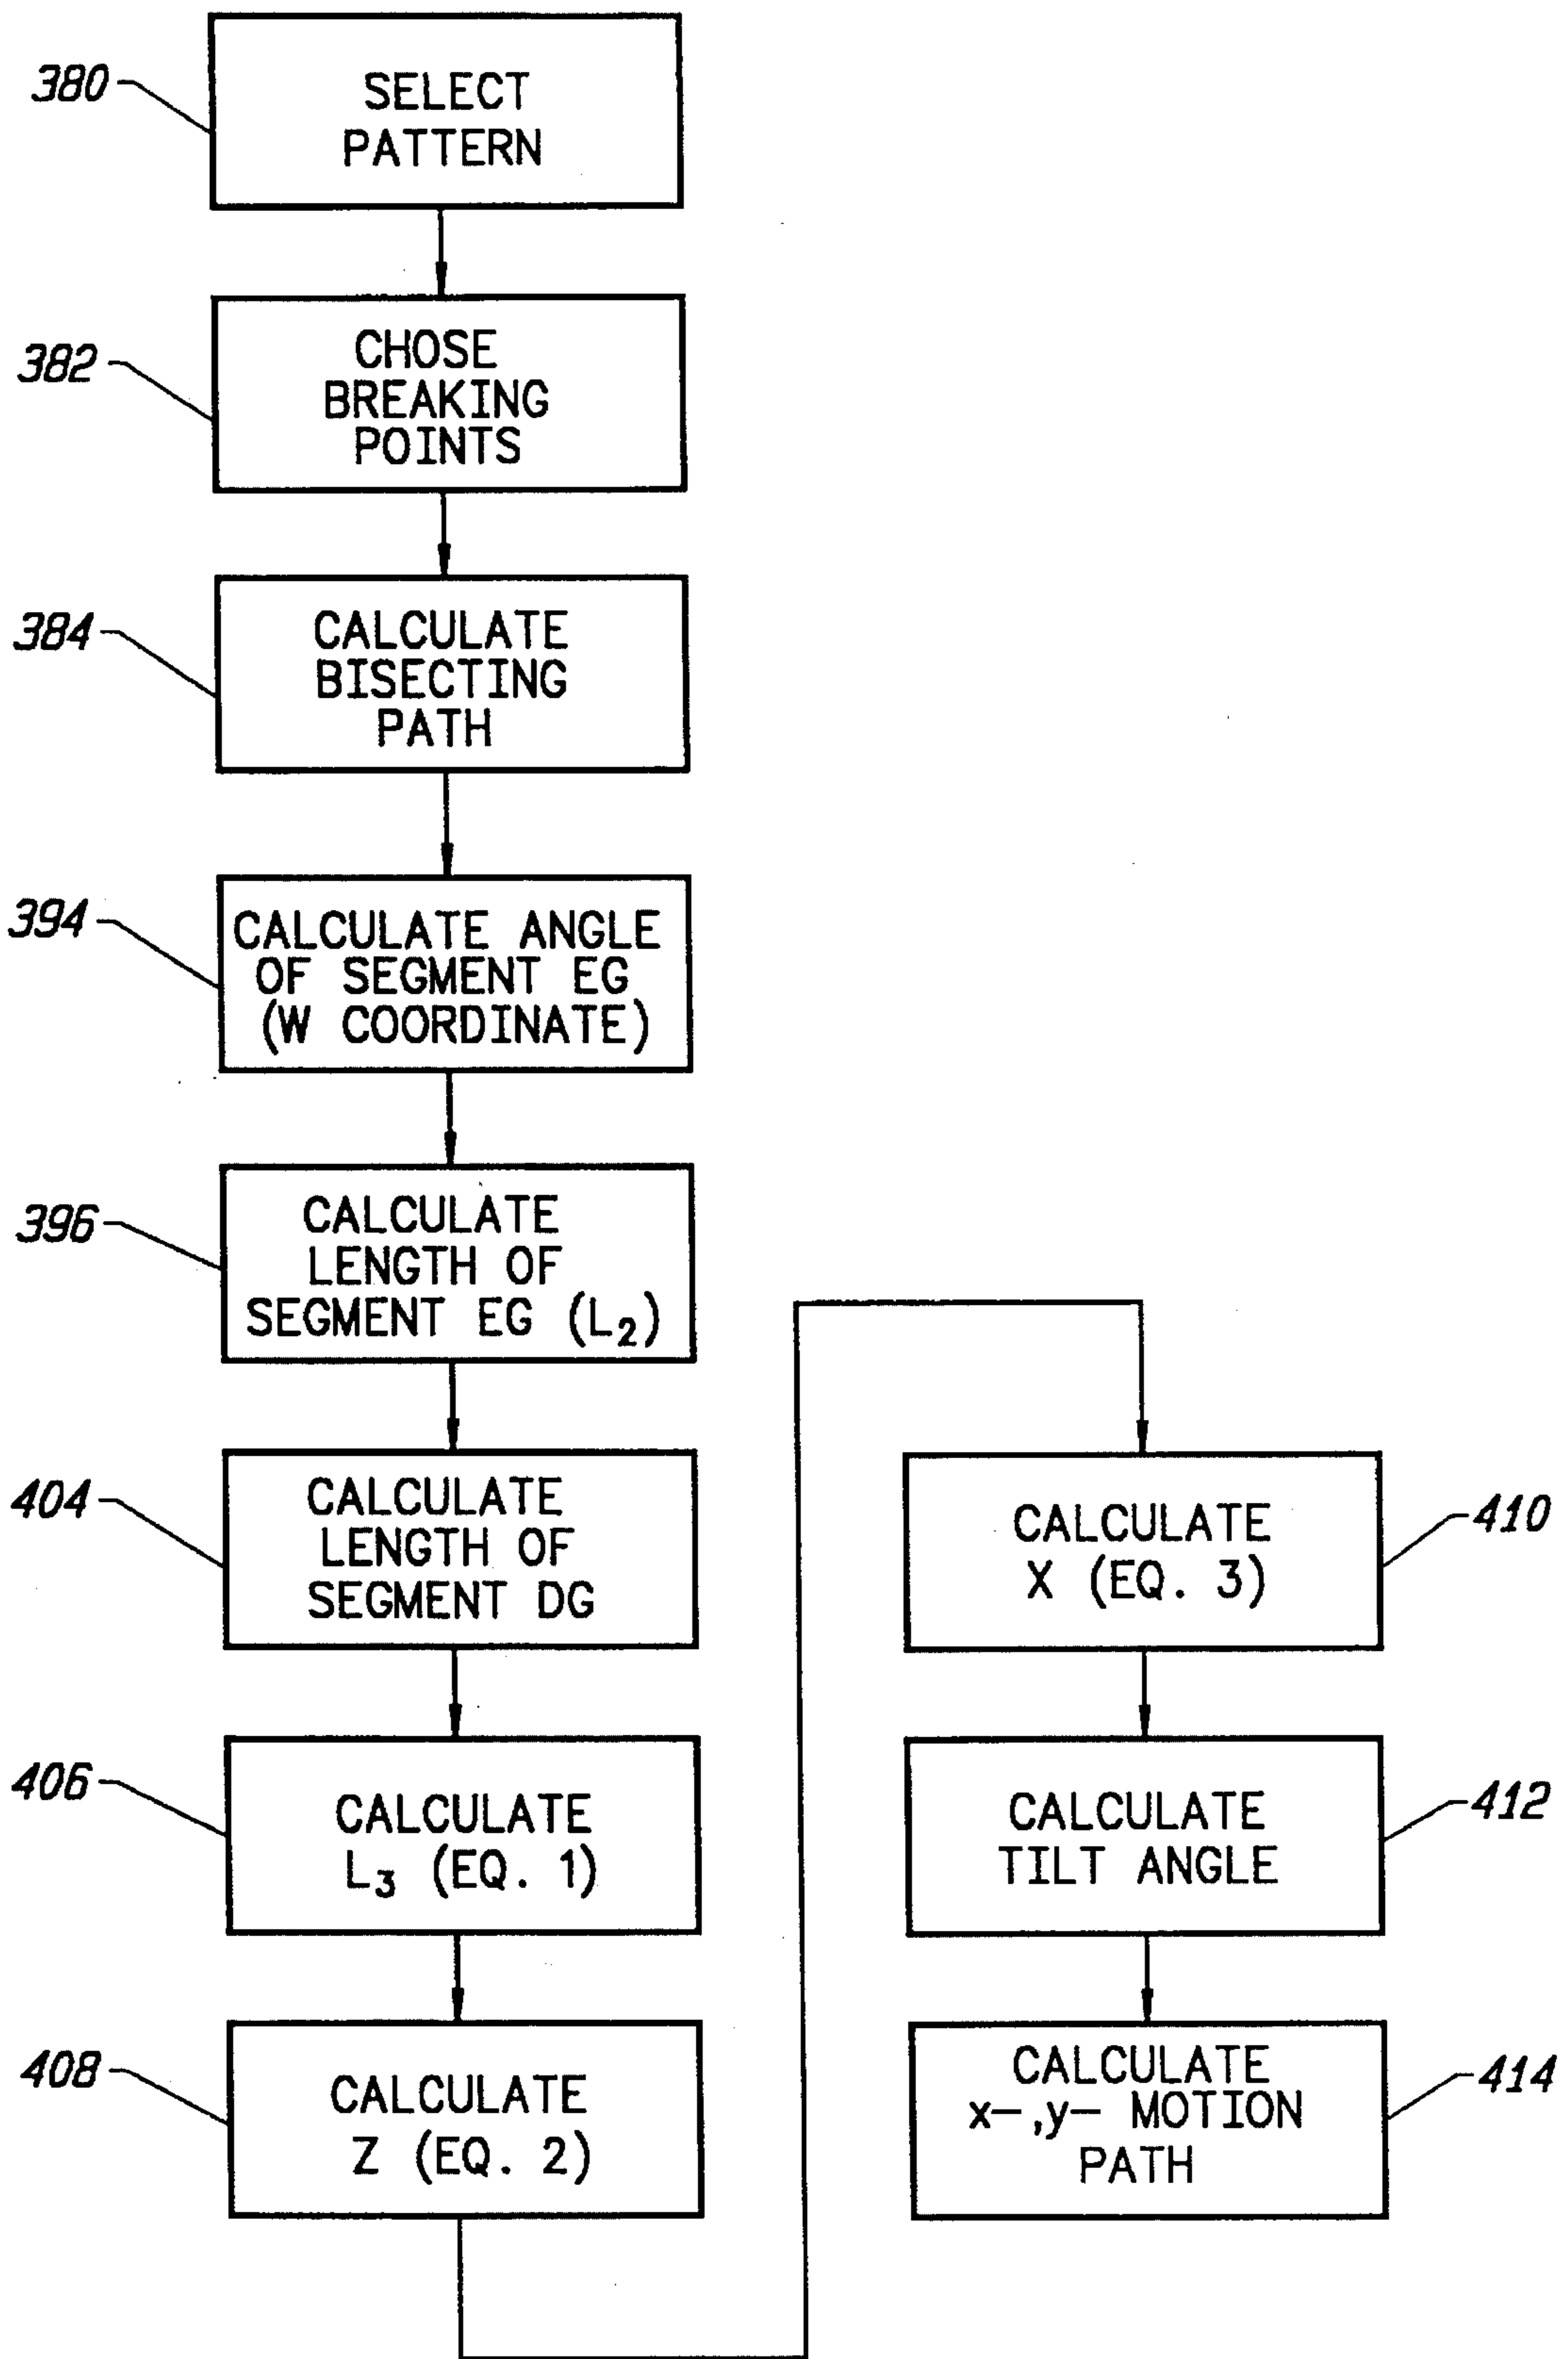 380
SELECT
PATTERN
382
CHOSE
BREAKING
POINTS
384
CALCULATE
BISECTING
PATH
394
CALCULATE ANGLE
OF SEGMENT EG
(W COORDINATE)
396
CALCULATE
LENGTH OF
SEGMENT EG (L₂)
404
CALCULATE
LENGTH OF
SEGMENT DG
406
CALCULATE
L₃ (EQ. 1)
408
CALCULATE
Z (EQ. 2)
410
CALCULATE
X (EQ. 3)
412
CALCULATE
TILT ANGLE
414
CALCULATE
x-,y- MOTION
PATH